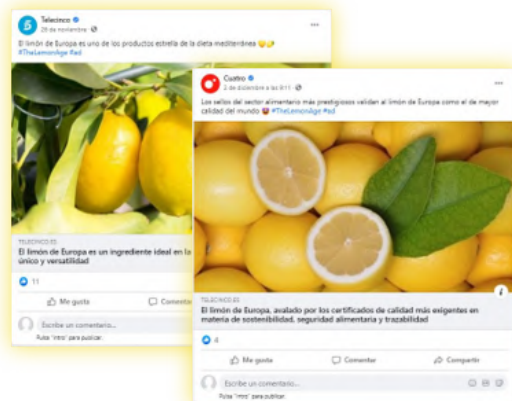 Telecinco
29 de noviembre
El limón de Europa es uno de los productos estrella de la dieta mediterránea
#TheLemonAge #ad
TELECINCO.ES
El limón de Europa es un ingrediente ideal en la
único y versatilidad
11
Me gusta
Comentar
Escribe un comentario...
Pulsa "Intro" para publicar.
Cuatro
2 de diciembre a las 9:11
Los sellos del sector alimentario más prestigiosos validan al limón de Europa como el de mejor
calidad del mundo #TheLemonAge #ad
TELECINCO.ES
El limón de Europa, avalado por los certificados de calidad más exigentes en
materia de sostenibilidad, seguridad alimentaria y trazabilidad
4
Me gusta
Comentar
Compartir
Escribe un comentario...
Pulsa "Intro" para publicar.